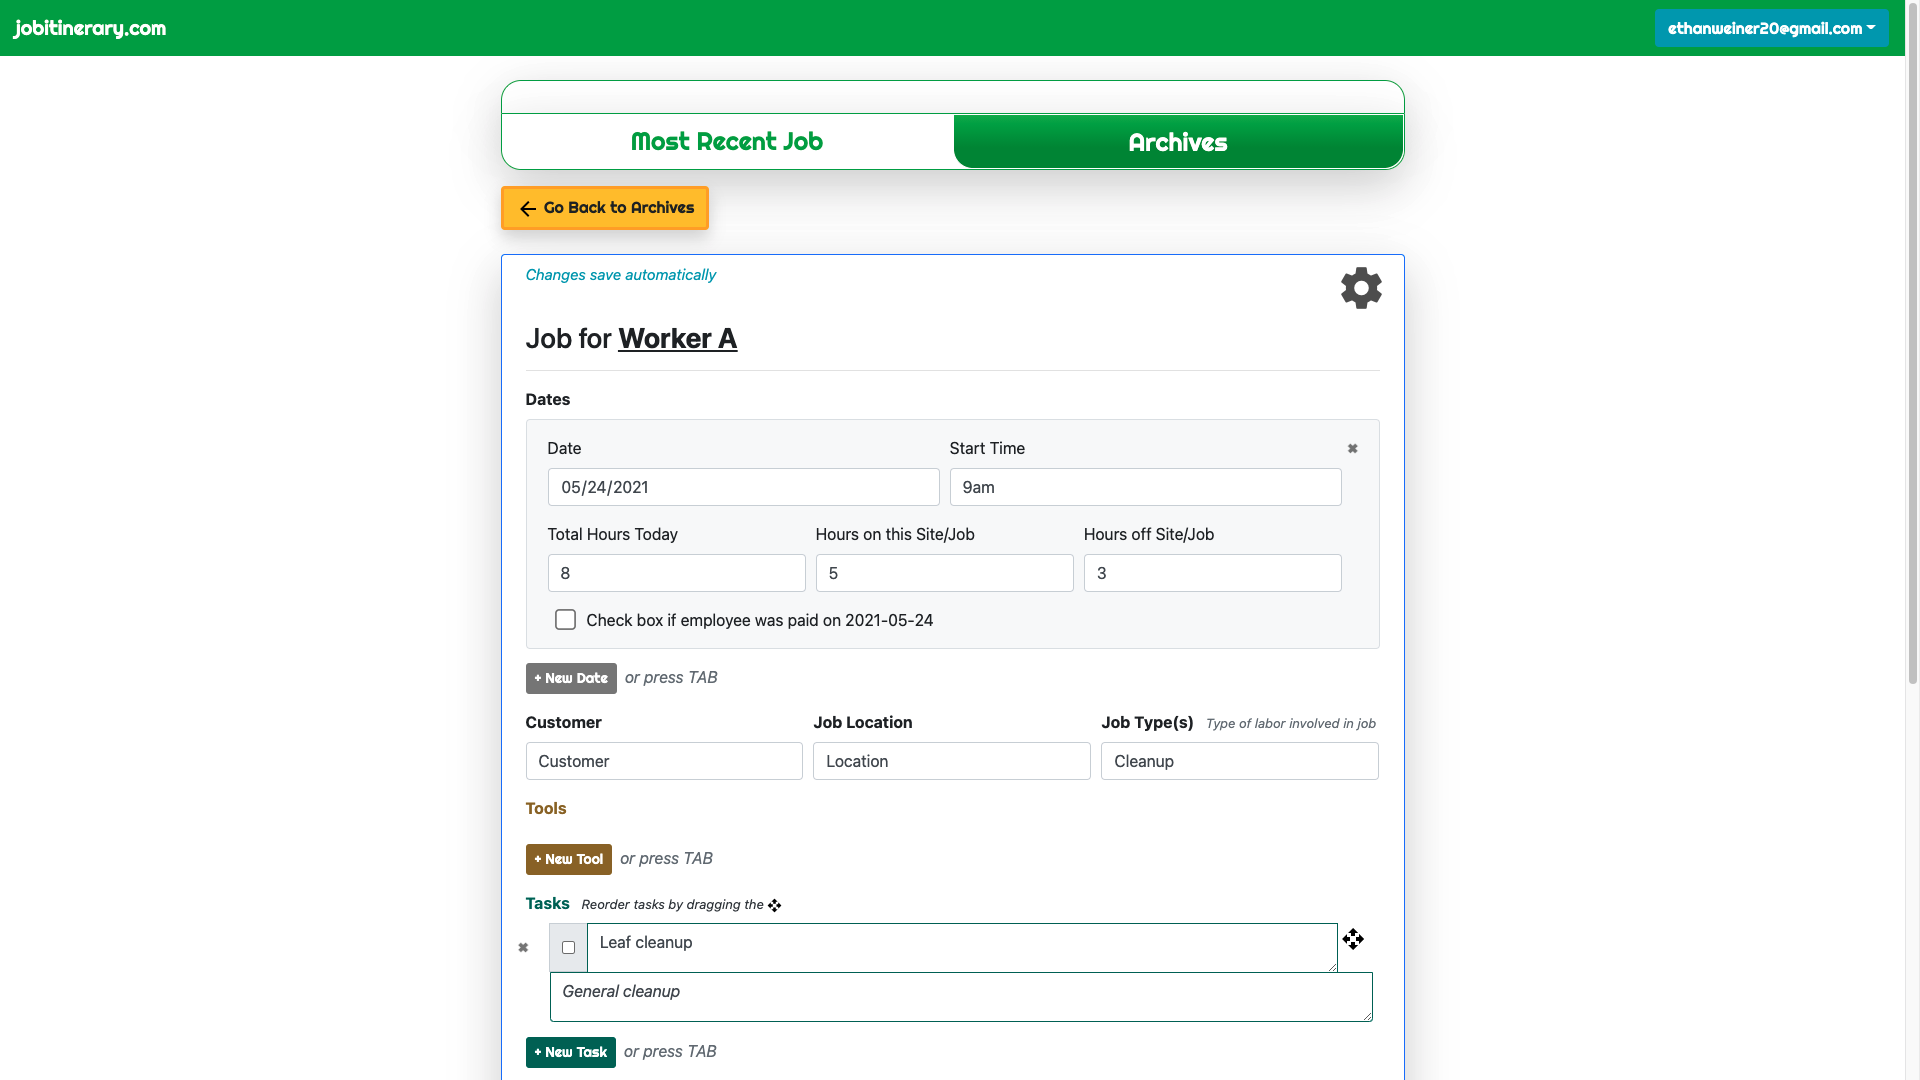 jobitinerary.com
ethanweiner20@gmail.com
Most Recent Job
Archives
Go Back to Archives
Changes save automatically
Job for Worker A
Dates
Date
Start Time
05/24/2021
9am
Total Hours Today
Hours on this Site/Job
Hours off Site/Job
8
5
3
Check box if employee was paid on 2021-05-24
+ New Date or press TAB
Customer
Job Location
Job Type(s) Type of labor involved in job
Customer
Location
Cleanup
Tools
+ New Tool or press TAB
Tasks Reorder tasks by dragging the
Leaf cleanup
General cleanup
+ New Task or press TAB